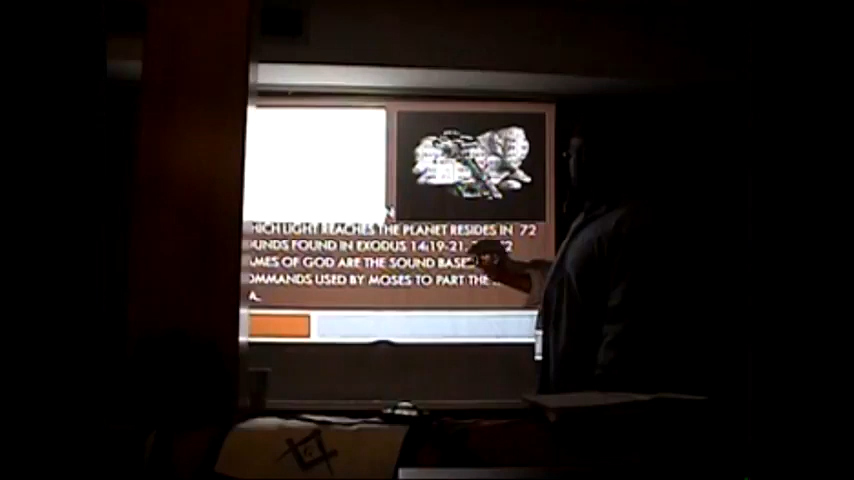 N
HICH LIGHT REACHES THE PLANET RESIDES IN 72
UNDS FOUND IN EXODUS 14:19-21.
AMES OF GOD ARE THE SOUND BASE
OMMANDS USED BY MOSES TO PART THE
A.
G